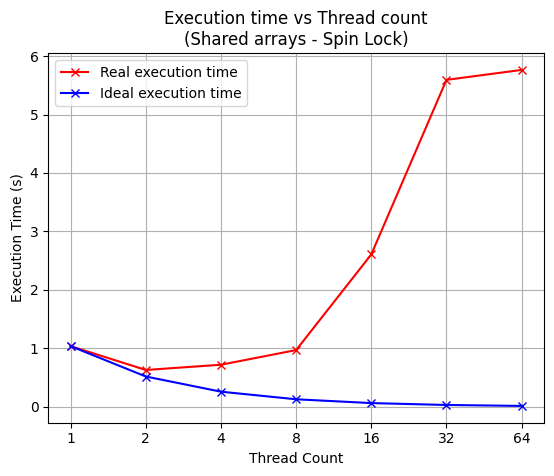 Execution time vs Thread count
(Shared arrays - Spin Lock)
Real execution time
Ideal execution time
Execution Time (s)
6
5
4
3
2
1
0
1 2 4 8 16 32 64
Thread Count